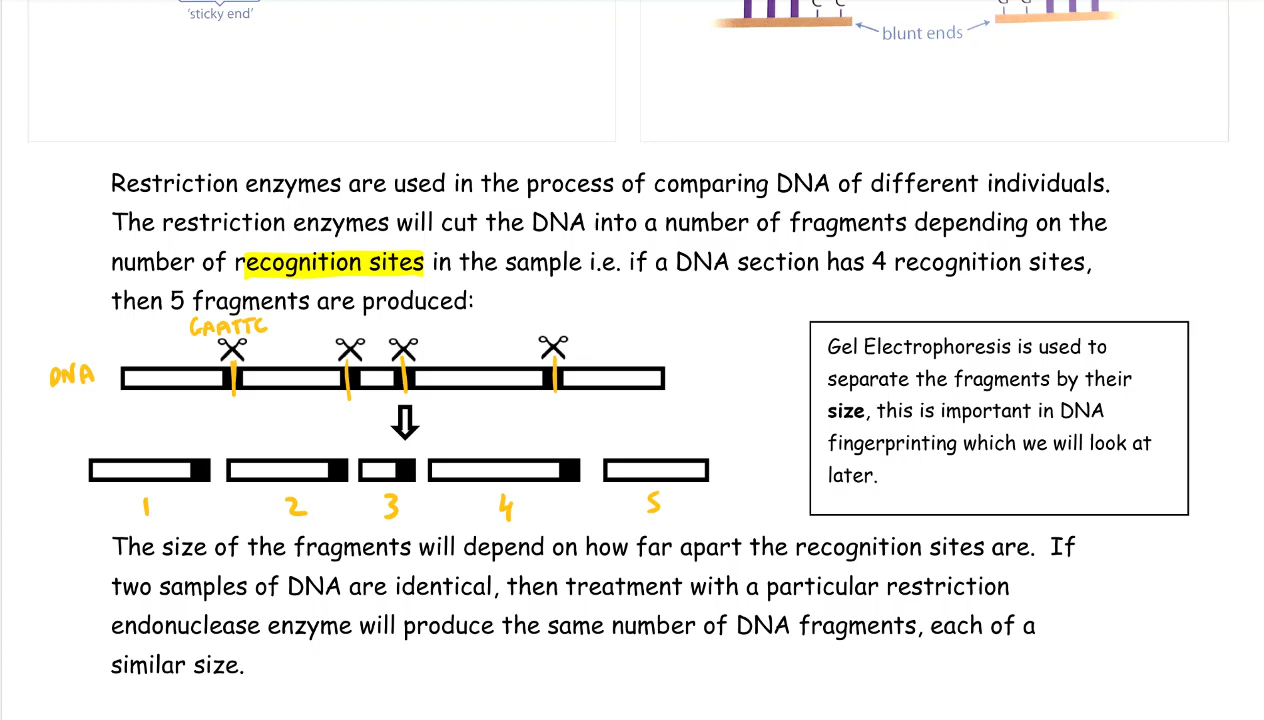 'sticky end'
C C
G G
blunt ends
Restriction enzymes are used in the process of comparing DNA of different individuals.
The restriction enzymes will cut the DNA into a number of fragments depending on the
number of recognition sites in the sample i.e. if a DNA section has 4 recognition sites,
then 5 fragments are produced:
GAATTC
DNA
1 2 3 4 5
Gel Electrophoresis is used to
separate the fragments by their
size, this is important in DNA
fingerprinting which we will look at
later.
The size of the fragments will depend on how far apart the recognition sites are. If
two samples of DNA are identical, then treatment with a particular restriction
endonuclease enzyme will produce the same number of DNA fragments, each of a
similar size.